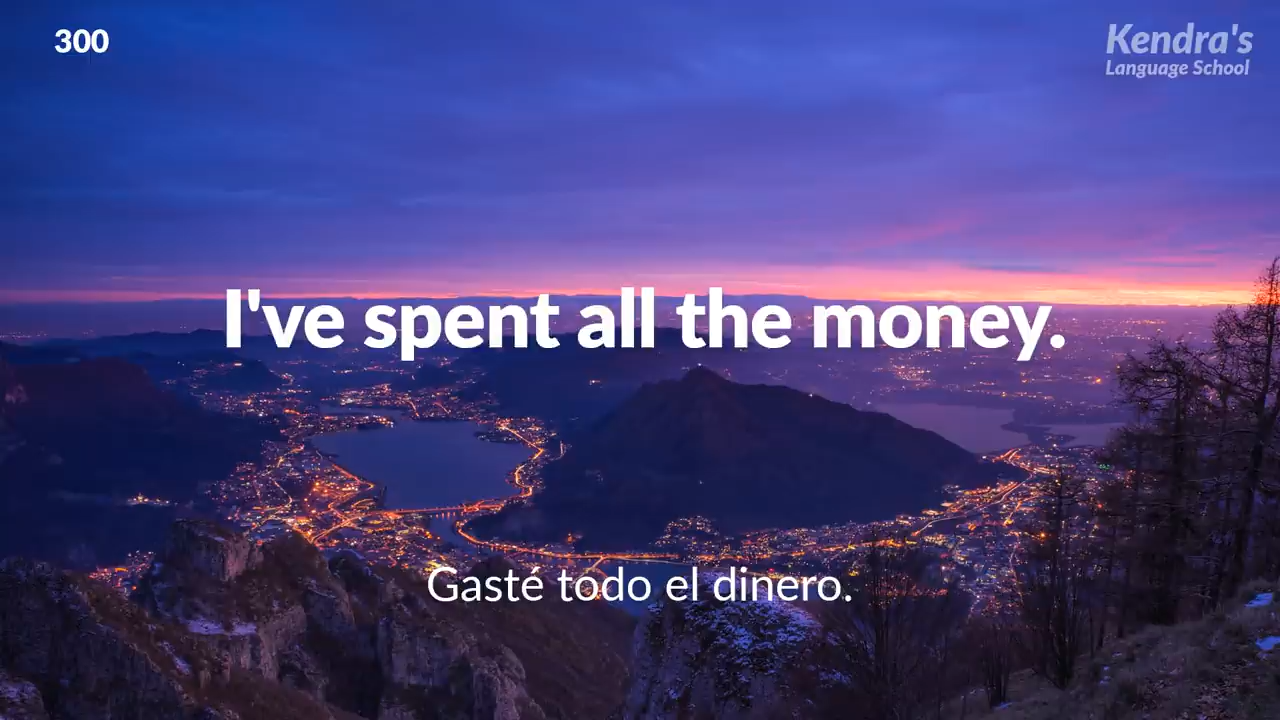 300
Kendra's
Language School
I've spent all the money.
Gasté todo el dinero.